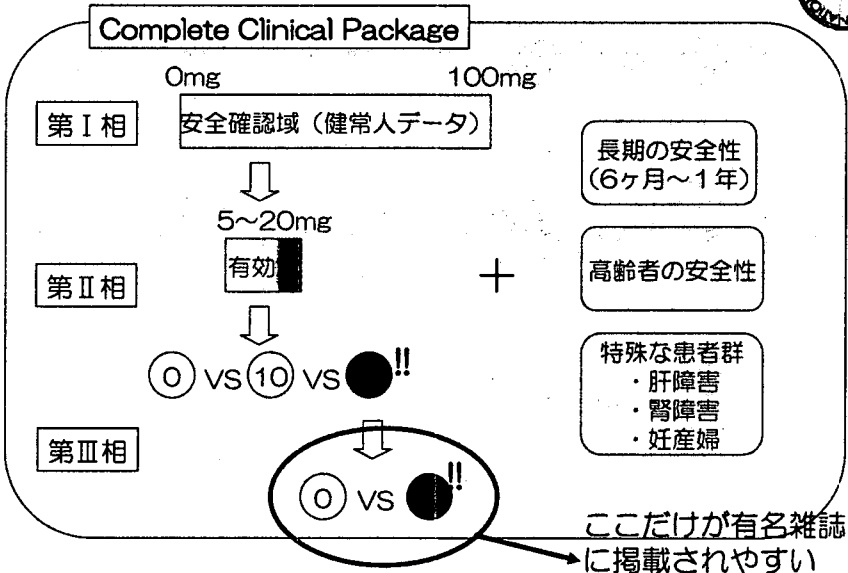 Complete Clinical Package
0mg 100mg
第Ⅰ相
安全確認域（健常人データ）
5～20mg
第Ⅱ相
有効
0 VS 10 VS !!
第Ⅲ相
0 VS !!
+
長期の安全性
(6ヶ月～1年)
高齢者の安全性
特殊な患者群
・肝障害
・腎障害
・妊産婦
ここだけが有名雑誌
に掲載されやすい